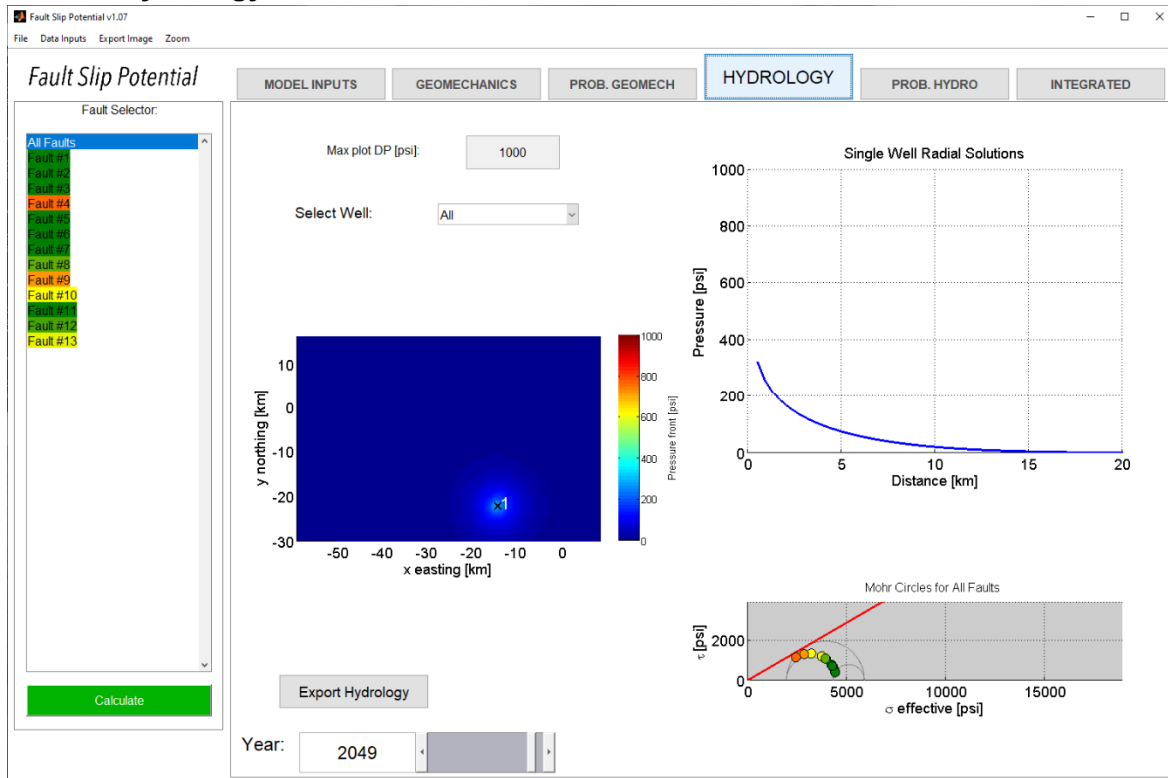 Fault Slip Potential v1.07
File Data Inputs Export Image Zoom
Fault Slip Potential
MODEL INPUTS GEOMECHANICS PROB. GEOMECH HYDROLOGY PROB. HYDRO INTEGRATED
Fault Selector:
All Faults
Fault #1
Fault #2
Fault #3
Fault #4
Fault #5
Fault #6
Fault #7
Fault #8
Fault #9
Fault #10
Fault #11
Fault #12
Fault #13
Calculate
Max plot DP [psi]: 1000
Select Well: All
10
0
-10
-20
-30
y northing [km]
1
-50 -40 -30 -20 -10 0
x easting [km]
1000
800
600
400
200
0
Pressure front [psi]
Export Hydrology
Year: 2049
Single Well Radial Solutions
1000
800
600
400
200
0
Pressure [psi]
0 5 10 15 20
Distance [km]
Mohr Circles for All Faults
2000
0
τ [psi]
0 5000 10000 15000
σ effective [psi]